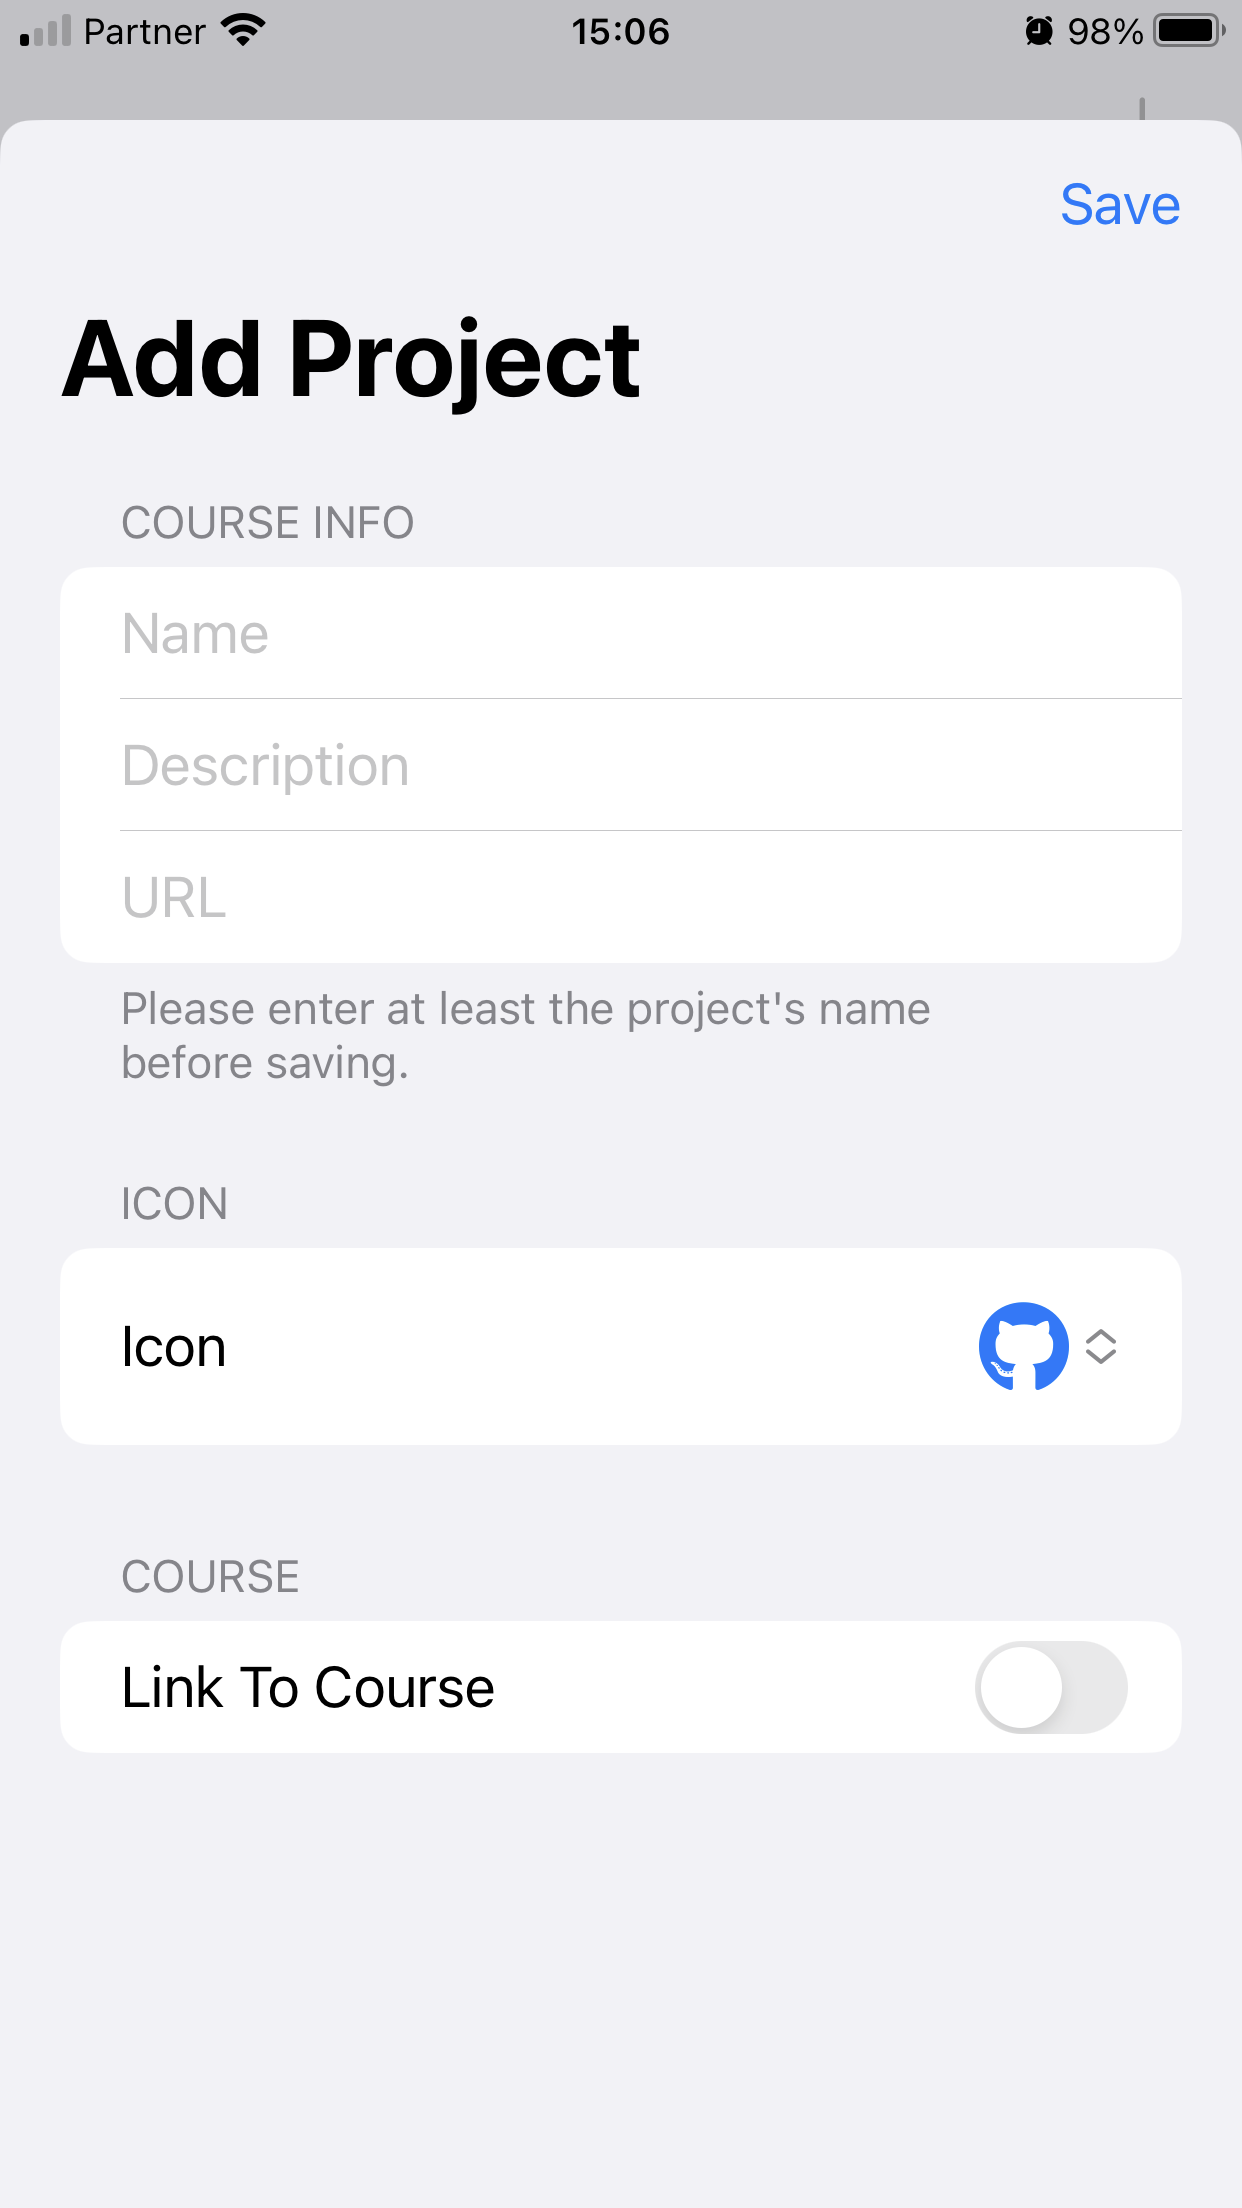 Partner 15:06 98%
Save
Add Project
COURSE INFO
Name
Description
URL
Please enter at least the project's name
before saving.
ICON
Icon
COURSE
Link To Course